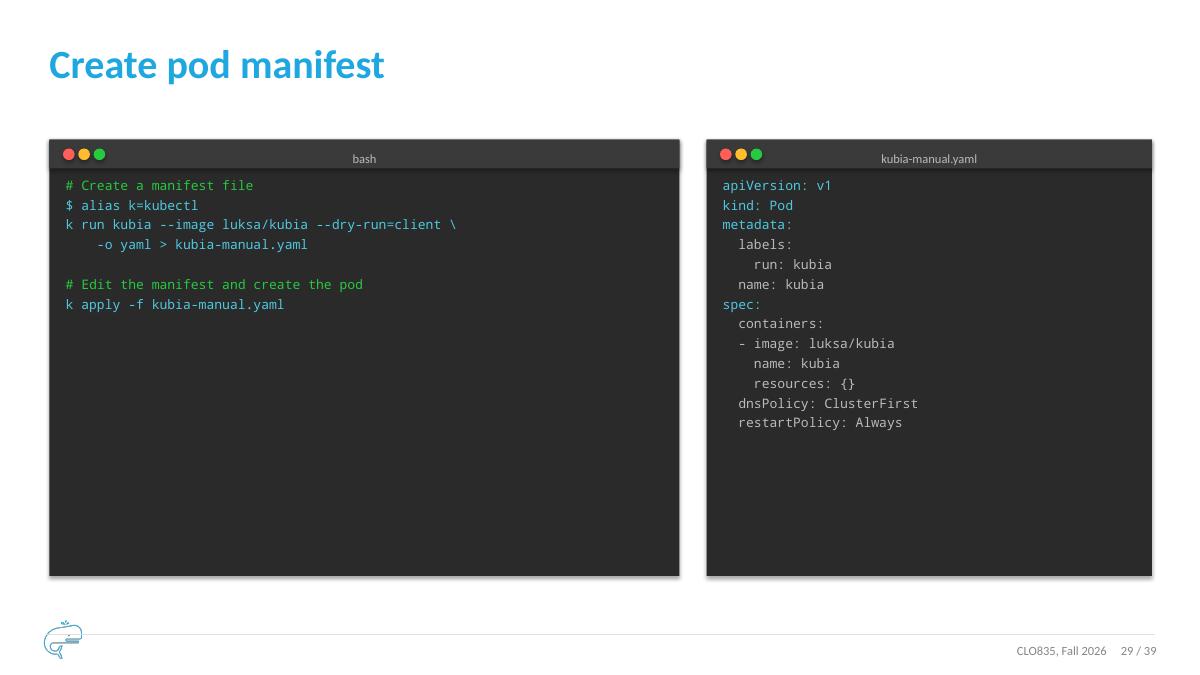 Create pod manifest
bash
# Create a manifest file
$ alias k=kubectl
k run kubia --image luksa/kubia --dry-run=client \
    -o yaml > kubia-manual.yaml

# Edit the manifest and create the pod
k apply -f kubia-manual.yaml
kubia-manual.yaml
apiVersion: v1
kind: Pod
metadata:
  labels:
    run: kubia
  name: kubia
spec:
  containers:
  - image: luksa/kubia
    name: kubia
    resources: {}
  dnsPolicy: ClusterFirst
  restartPolicy: Always
CLO835, Fall 2026 29 / 39